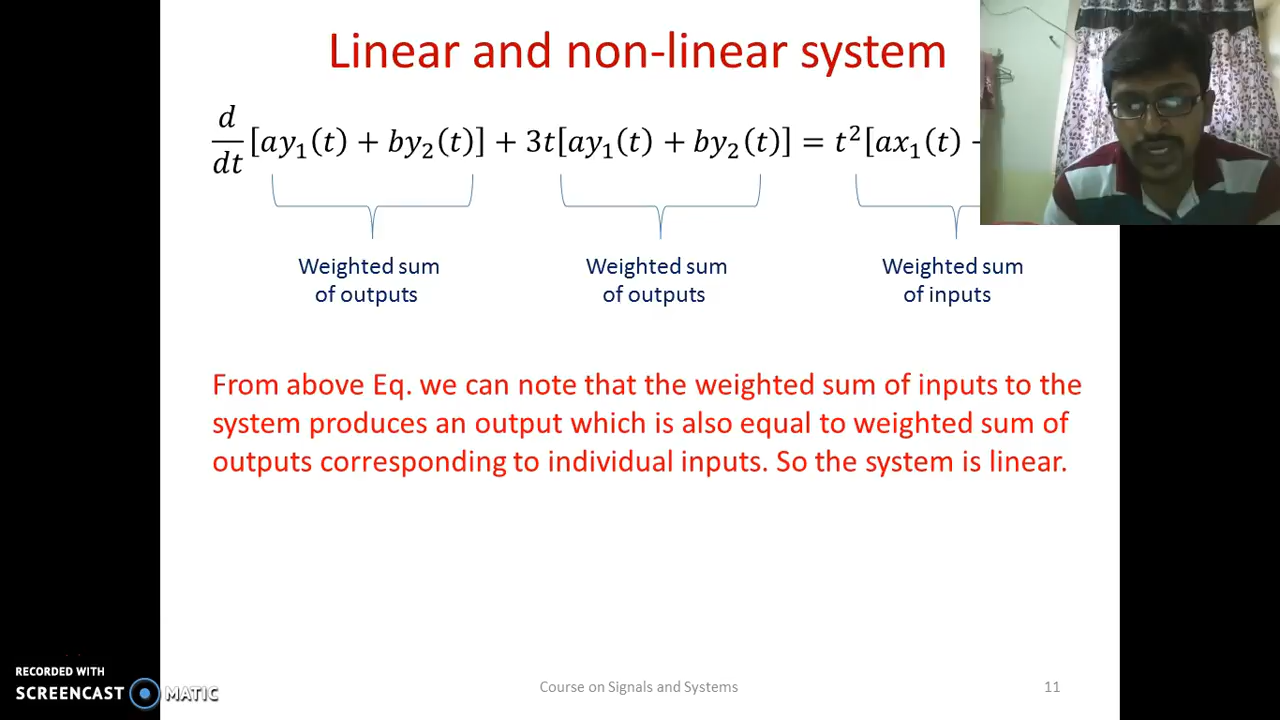 Linear and non-linear system
d/dt [ay₁(t) + by₂(t)] + 3t[ay₁(t) + by₂(t)] = t²[ax₁(t)
Weighted sum Weighted sum Weighted sum
of outputs of outputs of inputs
From above Eq. we can note that the weighted sum of inputs to the
system produces an output which is also equal to weighted sum of
outputs corresponding to individual inputs. So the system is linear.
RECORDED WITH
SCREENCAST MATIC
Course on Signals and Systems 11